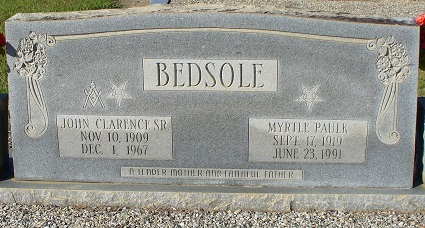 BEDSOLE
JOHN CLARENCE SR
NOV 10, 1909
DEC. 1 1967
MYRTLE PAULK
SEPT. 17, 1919
JUNE 23, 1991
A TENDER MOTHER AND FAITHFUL FATHER